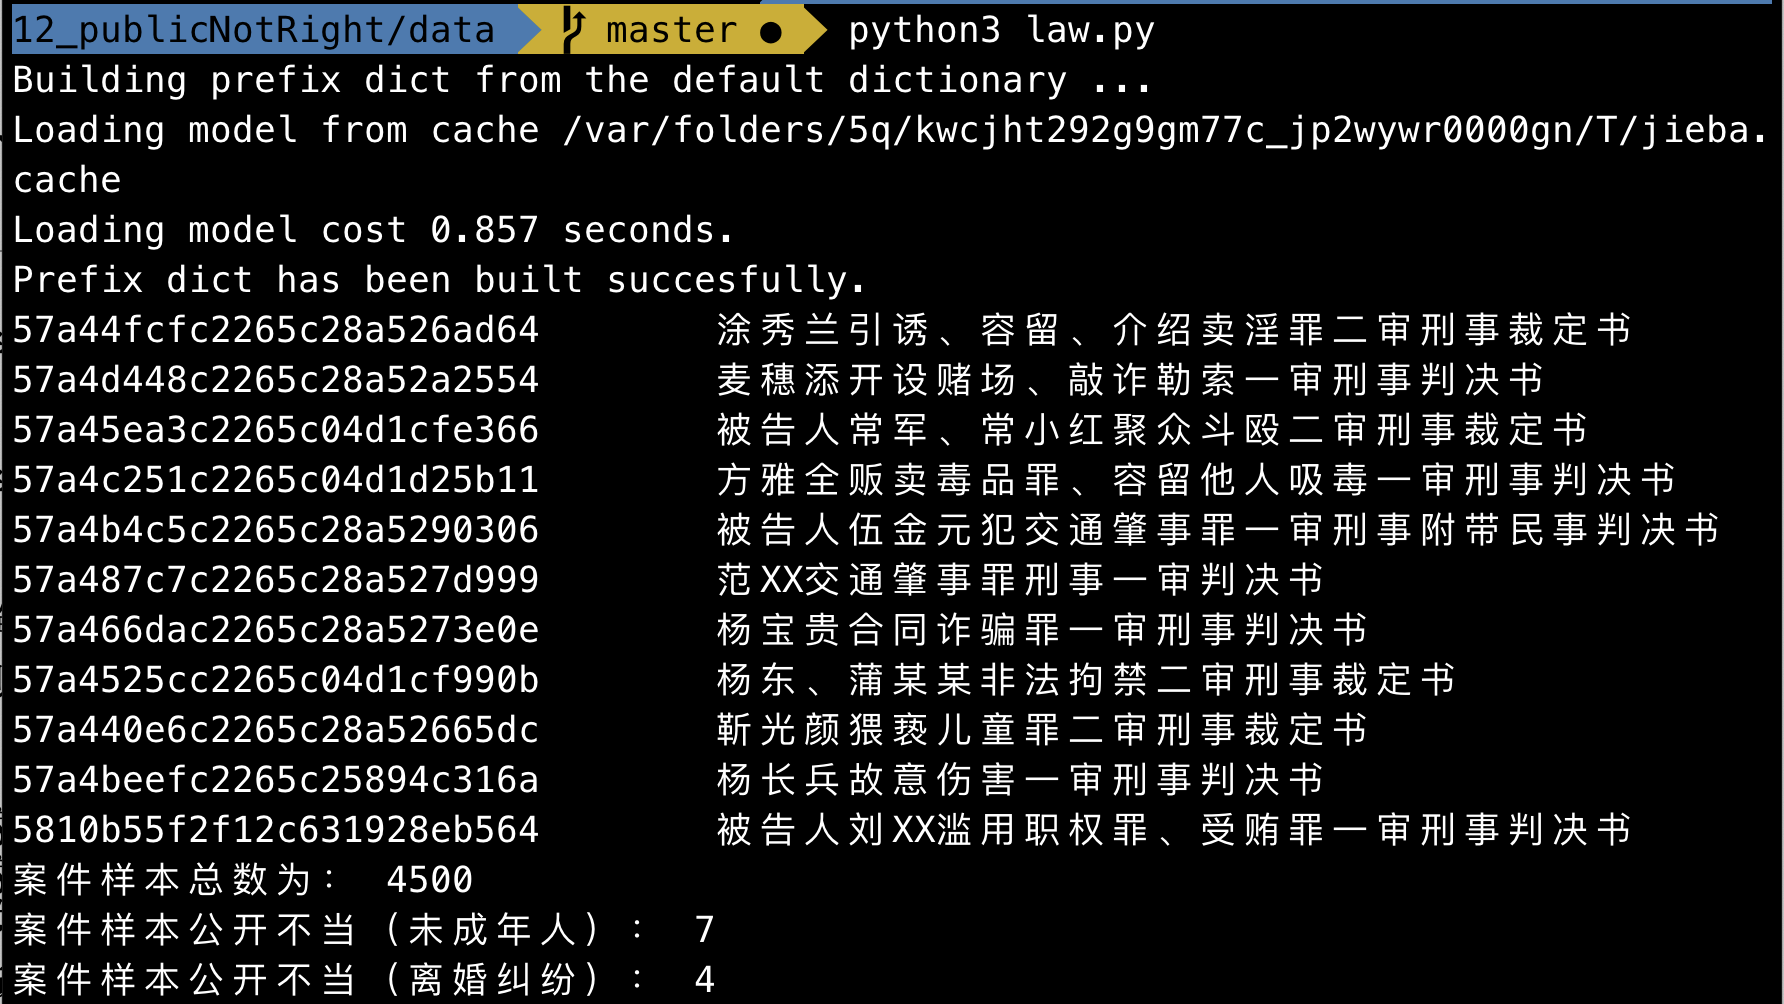 12_publicNotRight/data master ● python3 law.py
Building prefix dict from the default dictionary ...
Loading model from cache /var/folders/5q/kwcjht292g9gm77c_jp2wywr0000gn/T/jieba.
cache
Loading model cost 0.857 seconds.
Prefix dict has been built succesfully.
57a44fcfc2265c28a526ad64 涂秀兰引诱、容留、介绍卖淫罪二审刑事裁定书
57a4d448c2265c28a52a2554 麦穗添开设赌场、敲诈勒索一审刑事判决书
57a45ea3c2265c04d1cfe366 被告人常军、常小红聚众斗殴二审刑事裁定书
57a4c251c2265c04d1d25b11 方雅全贩卖毒品罪、容留他人吸毒一审刑事判决书
57a4b4c5c2265c28a5290306 被告人伍金元犯交通肇事罪一审刑事附带民事判决书
57a487c7c2265c28a527d999 范XX交通肇事罪刑事一审判决书
57a466dac2265c28a5273e0e 杨宝贵合同诈骗罪一审刑事判决书
57a4525cc2265c04d1cf990b 杨东、蒲某某非法拘禁二审刑事裁定书
57a440e6c2265c28a52665dc 靳光颜猥亵儿童罪二审刑事裁定书
57a4beefc2265c25894c316a 杨长兵故意伤害一审刑事判决书
5810b55f2f12c631928eb564 被告人刘XX滥用职权罪、受贿罪一审刑事判决书
案件样本总数为： 4500
案件样本公开不当（未成年人）： 7
案件样本公开不当（离婚纠纷）： 4